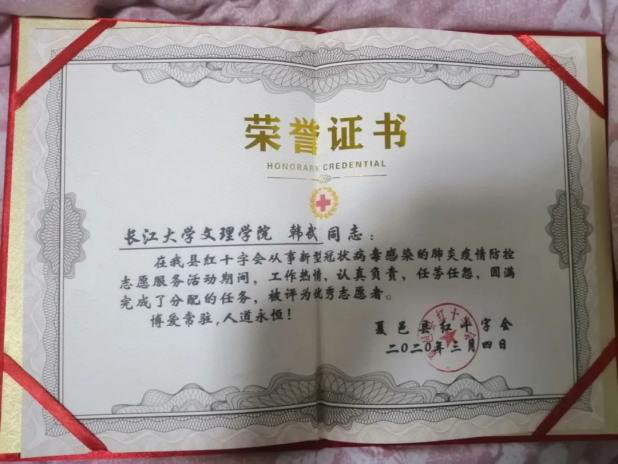 荣誉证书
HONORARY CREDENTIAL
长江大学文理学院 韩武 同志：
在我县红十字会从事新型冠状病毒感染的肺炎疫情防控
志愿服务活动期间，工作热情，认真负责，任劳任怨，圆满
完成了分配的任务，被评为优秀志愿者。
博爱常驻，人道永恒！
夏邑县红十字会
二〇二〇年三月四日